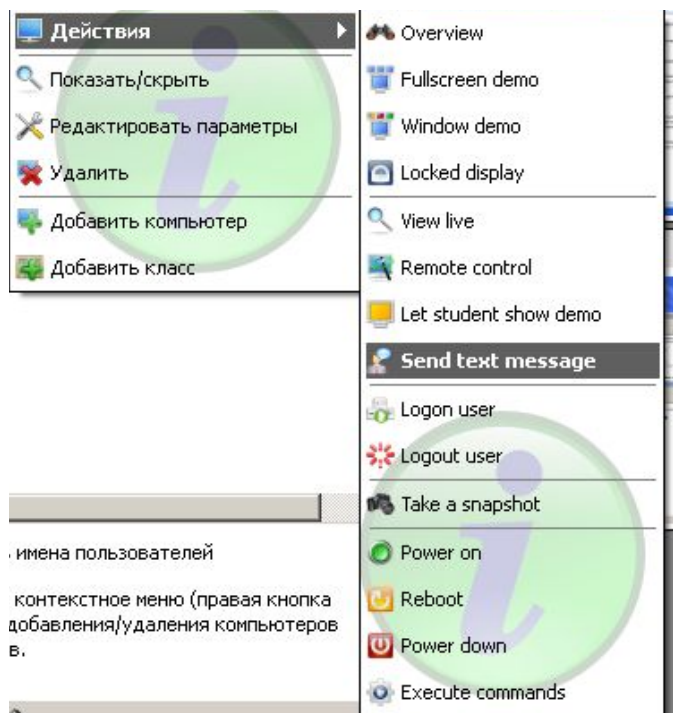 Действия
Показать/скрыть
Редактировать параметры
Удалить
Добавить компьютер
Добавить класс
Overview
Fullscreen demo
Window demo
Locked display
View live
Remote control
Let student show demo
Send text message
Logon user
Logout user
Take a snapshot
Power on
Reboot
Power down
Execute commands
имена пользователей
контекстное меню (правая кнопка
добавления/удаления компьютеров
в.